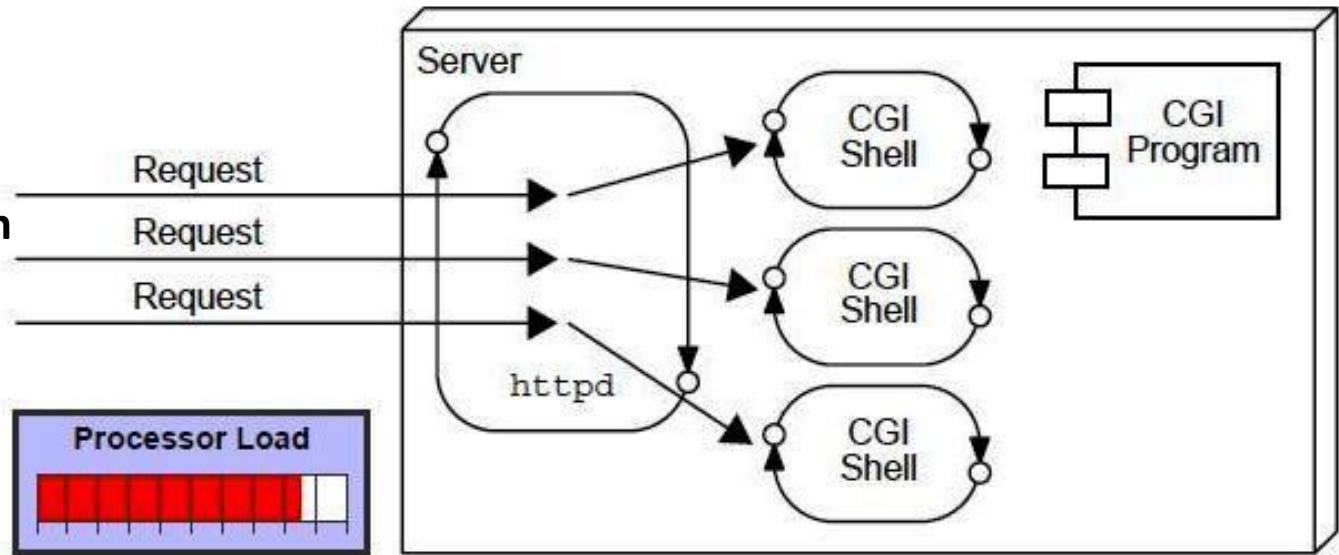 Server
CGI
Shell
CGI
Program
Request
n
Request
CGI
Shell
Request
httpd
Processor Load
CGI
Shell